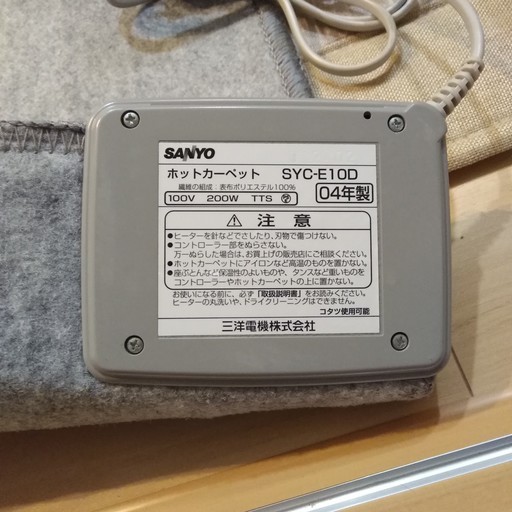 SANYO
ホットカーペット SYC-E10D
繊維の組成 表布ポリエステル100%
100V 200W TTS
04年製
注意
●ヒーターを針などでさしたり、刃物で傷つけない。
●コントローラー部をぬらさない。
万一ぬらした場合は、お買上げの販売店にご相談ください。
●ホットカーペットにアイロンなど高温のものを置かない。
●座ぶとんなど保温性のよいものや、タンスなど重いものを
コントローラーやホットカーペットの上に置かない。
お使いになる前に、必ず「取扱説明書」をお読みください。
ヒーターの丸洗いや、ドライクリーニングはできません。
コタツ使用可能
三洋電機株式会社